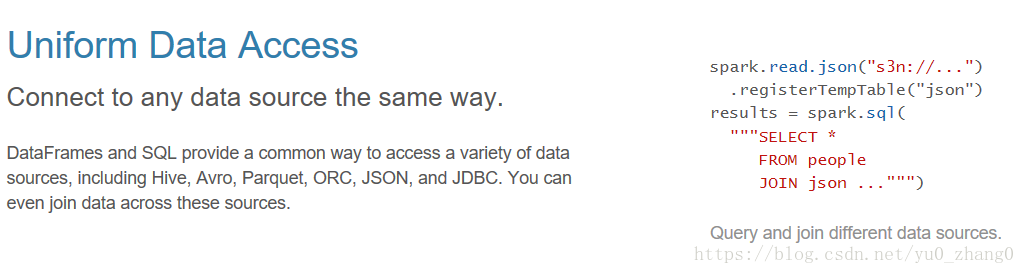 Uniform Data Access
Connect to any data source the same way.
DataFrames and SQL provide a common way to access a variety of data
sources, including Hive, Avro, Parquet, ORC, JSON, and JDBC. You can
even join data across these sources.
spark.read.json("s3n://...")
  .registerTempTable("json")
results = spark.sql(
  """SELECT *
     FROM people
     JOIN json ...""")
Query and join different data sources.
https://blog.csdn.net/yu0_zhang0